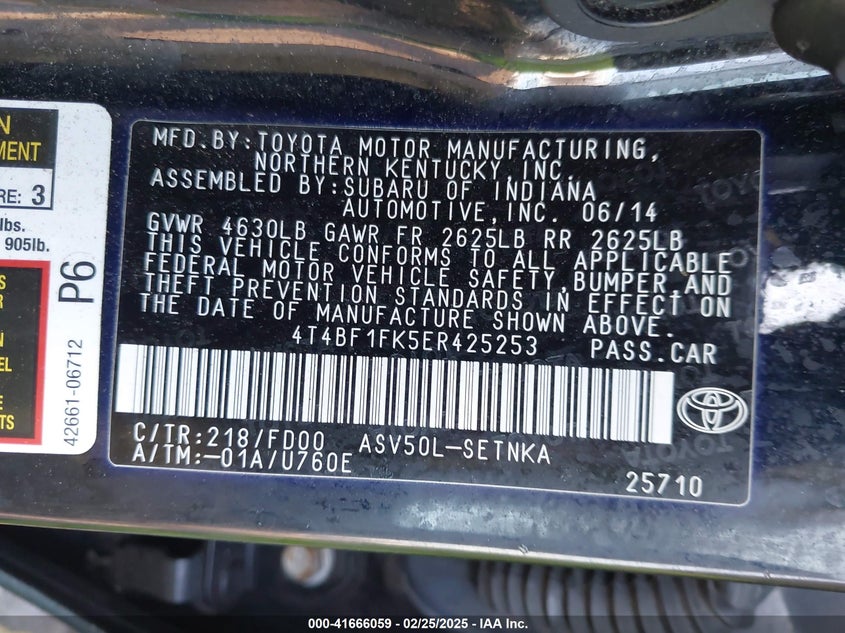 MFD.BY:TOYOTA MOTOR MANUFACTURING,
NORTHERN KENTUCKY, INC.
ASSEMBLED BY:SUBARU OF INDIANA
AUTOMOTIVE,INC. 06/14
GVWR 4630LB GAWR FR 2625LB RR 2625LB
THIS VEHICLE CONFORMS TO ALL APPLICABLE
FEDERAL MOTOR VEHICLE SAFETY,BUMPER,AND
THEFT PREVENTION STANDARDS IN EFFECT ON
THE DATE OF MANUFACTURE SHOWN ABOVE.
4T4BF1FK5ER425253 PASS.CAR
C/TR:218/FD00 ASV50L-SETNKA
A/TM:-01A/U760E
25710
TOYOTA
RE: 3
lbs.
905lb.
P6
42661-06712
000-41666059 — 02/25/2025 — IAA Inc.